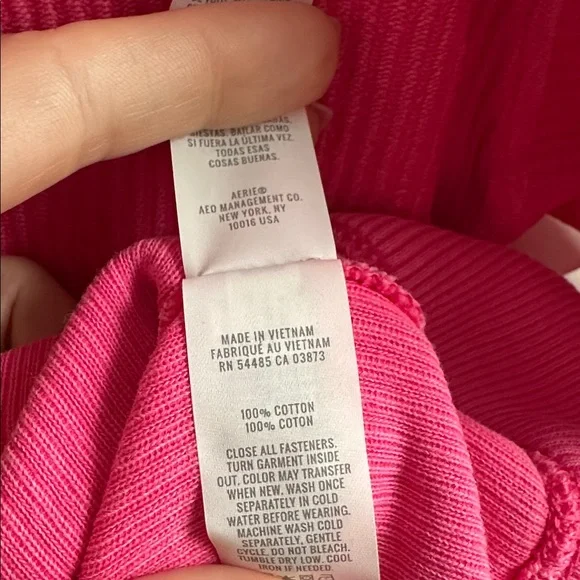 SIESTAS. BAILAR COMO
SI FUERA LA ÚLTIMA VEZ.
TODAS ESAS
COSAS BUENAS.
AERIE®
AEO MANAGEMENT CO.
NEW YORK, NY
10016 USA
MADE IN VIETNAM
FABRIQUÉ AU VIETNAM
RN 54485 CA 03873
100% COTTON
100% COTON
CLOSE ALL FASTENERS.
TURN GARMENT INSIDE
OUT. COLOR MAY TRANSFER
WHEN NEW. WASH ONCE
SEPARATELY IN COLD
WATER BEFORE WEARING.
MACHINE WASH COLD
SEPARATELY, GENTLE
CYCLE. DO NOT BLEACH.
TUMBLE DRY LOW. COOL
IRON IF NEEDED.